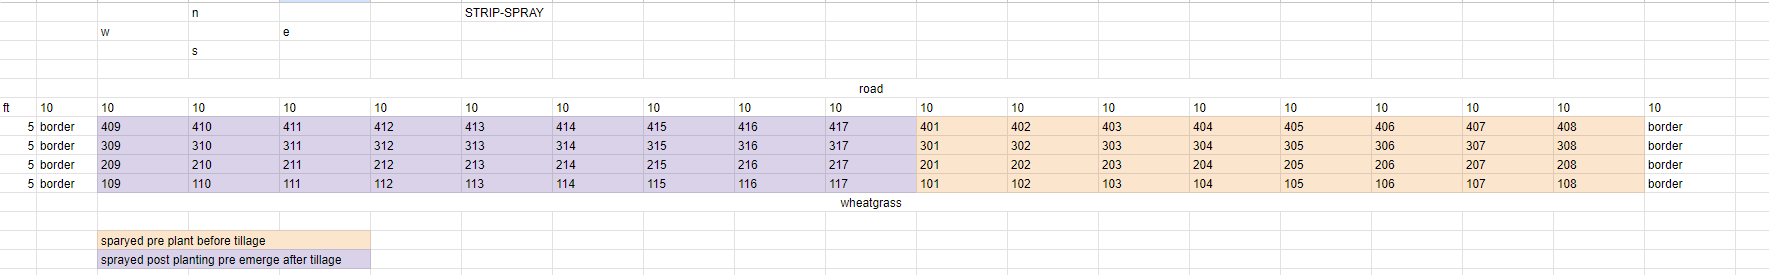 n STRIP-SPRAY
w e
s
road
ft 10 10 10 10 10 10 10 10 10 10 10 10 10 10 10 10 10 10 10
5 border 409 410 411 412 413 414 415 416 417 401 402 403 404 405 406 407 408 border
5 border 309 310 311 312 313 314 315 316 317 301 302 303 304 305 306 307 308 border
5 border 209 210 211 212 213 214 215 216 217 201 202 203 204 205 206 207 208 border
5 border 109 110 111 112 113 114 115 116 117 101 102 103 104 105 106 107 108 border
wheatgrass
sparyed pre plant before tillage
sprayed post planting pre emerge after tillage